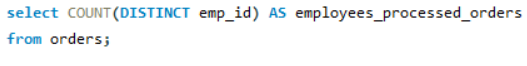 select COUNT(DISTINCT emp_id) AS employees_processed_orders
from orders;